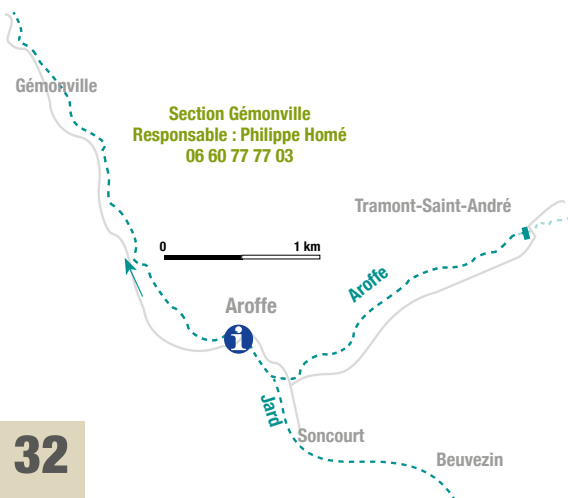 Gémonville
Section Gémonville
Responsable : Philippe Homé
06 60 77 77 03
Tramont-Saint-André
0 1 km
Aroffe
Aroffe
i
Jard
Soncourt
Beuvezin
32